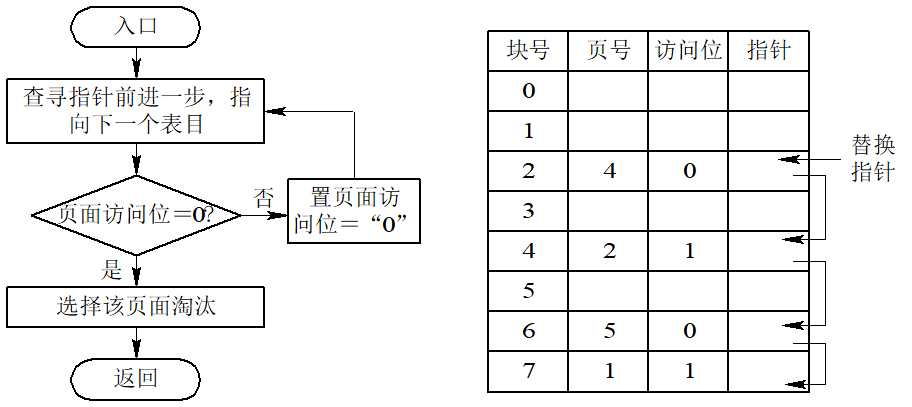 入口
查寻指针前进一步，指
向下一个表目
页面访问位＝0?
否
置页面访
问位＝“0”
是
选择该页面淘汰
返回
块号 页号 访问位 指针
0
1
2 4 0
3
4 2 1
5
6 5 0
7 1 1
替换
指针